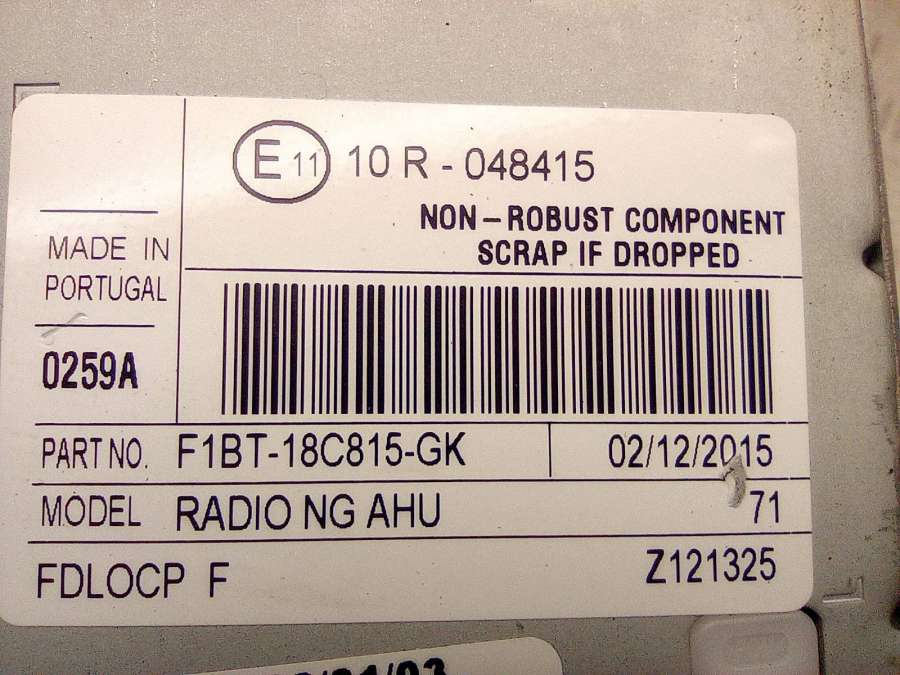 E 11 10 R - 048415
NON-ROBUST COMPONENT
SCRAP IF DROPPED
MADE IN
PORTUGAL
0259A
PART NO. F1BT-18C815-GK 02/12/2015
MODEL RADIO NG AHU 71
FDLOCP F Z121325